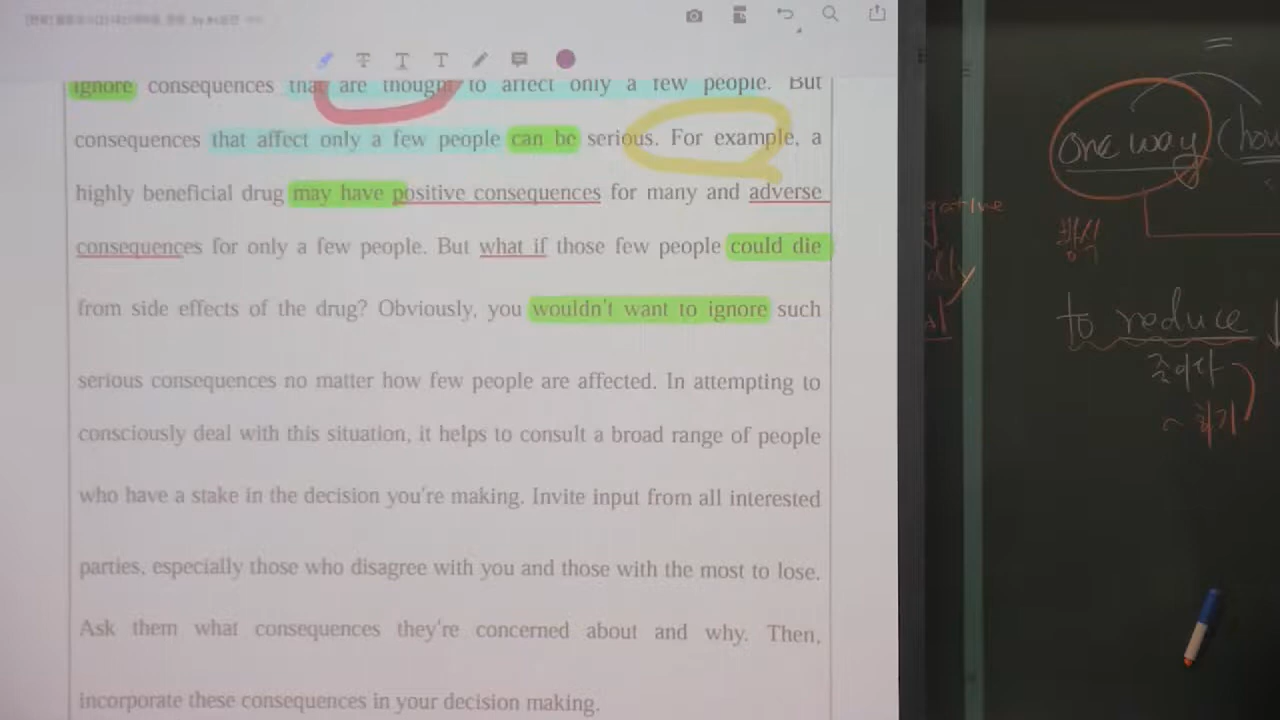 ignore consequences that are thought to affect only a few people. But
consequences that affect only a few people can be serious. For example, a
highly beneficial drug may have positive consequences for many and adverse
consequences for only a few people. But what if those few people could die
from side effects of the drug? Obviously, you wouldn't want to ignore such
serious consequences no matter how few people are affected. In attempting to
consciously deal with this situation, it helps to consult a broad range of people
who have a stake in the decision you're making. Invite input from all interested
parties, especially those who disagree with you and those with the most to lose.
Ask them what consequences they're concerned about and why. Then,
incorporate these consequences in your decision making.
one way
방식
to reduce
줄이다
~ 하기